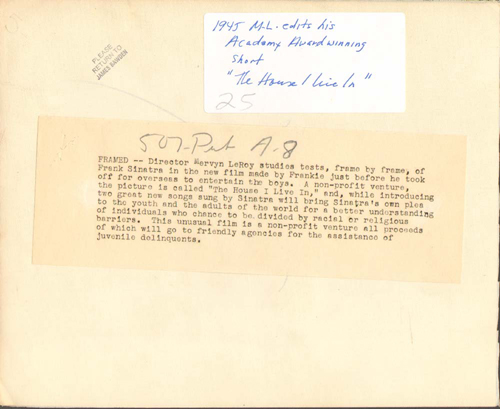 PLEASE
RETURN TO
JAMES
1945 M.L. edits his
Academy Award winning
short
"The House I live In"
25
507-Pet A-8
FRAMED -- Director Mervyn LeRoy studies tests, frame by frame, of
Frank Sinatra in the new film made by Frankie just before he took
off for overseas to entertain the boys. A non-profit venture,
the picture is called "The House I Live In," and, while introducing
two great new songs sung by Sinatra will bring Sinatra's own plea
to the youth and the adults of the world for a better understanding
of individuals who chance to be divided by racial or religious
barriers. This unusual film is a non-profit venture all proceeds
of which will go to friendly agencies for the assistance of
juvenile delinquents.